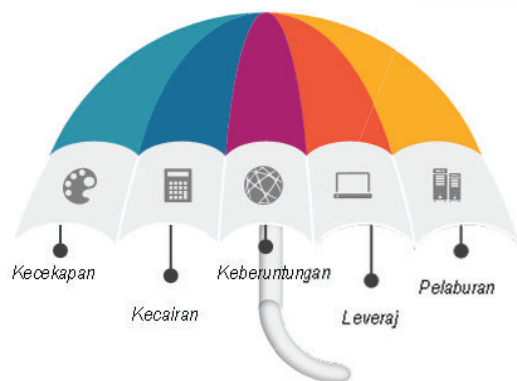 Kecekapan
Kecairan
Keberuntungan
Leveraj
Pelaburan